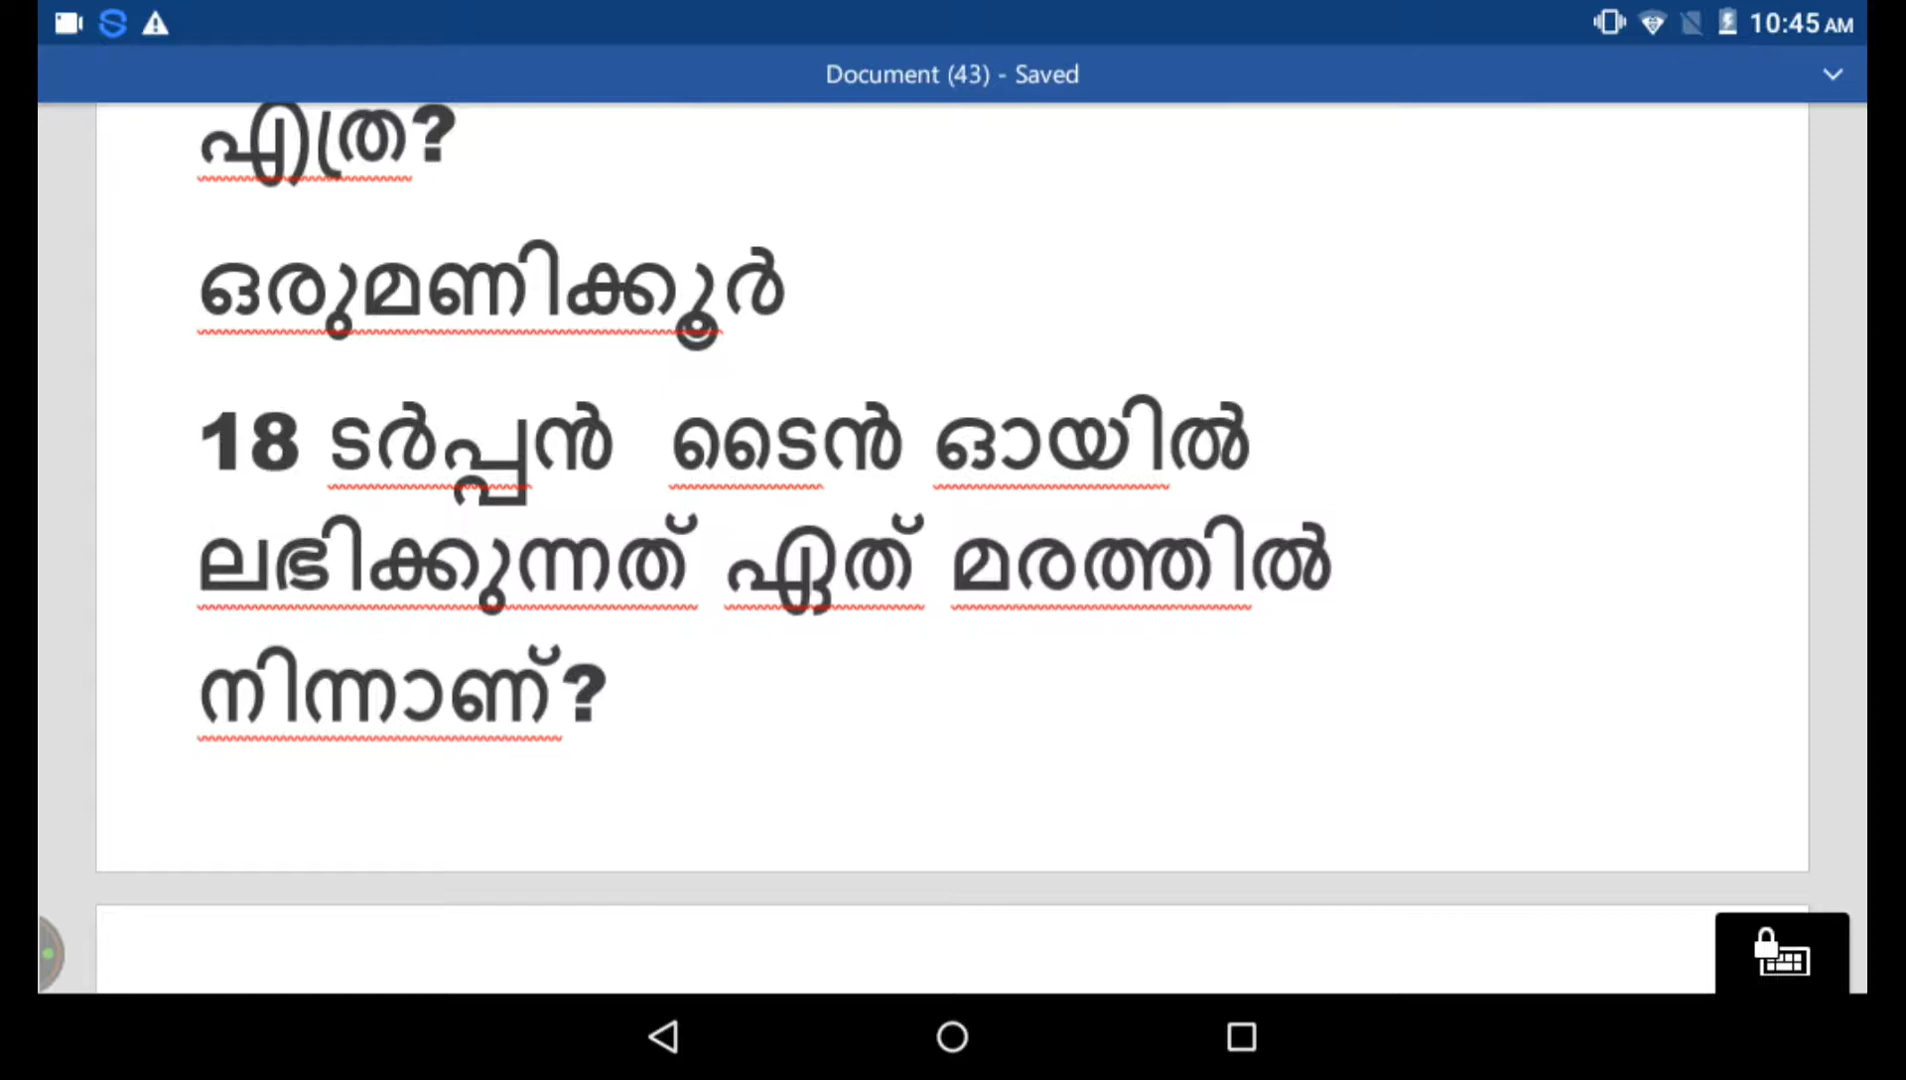 10:45 AM
Document (43) - Saved
എത്ര?
ഒരുമണിക്കൂർ
18 ടർപ്പൻ ടൈൻ ഓയിൽ
ലഭിക്കുന്നത് ഏത് മരത്തിൽ
നിന്നാണ്?